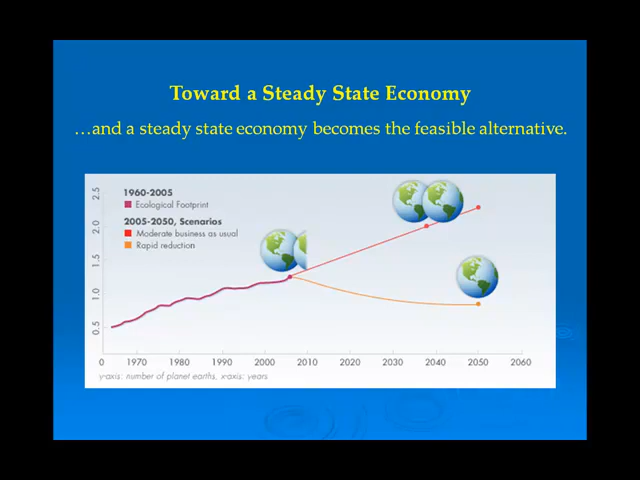 Toward a Steady State Economy
…and a steady state economy becomes the feasible alternative.
1960-2005
Ecological Footprint
2005-2050, Scenarios
Moderate business as usual
Rapid reduction
2.5
2.0
1.5
1.0
0.5
0 1970 1980 1990 2000 2010 2020 2030 2040 2050 2060
y-axis: number of planet earths, x-axis: years